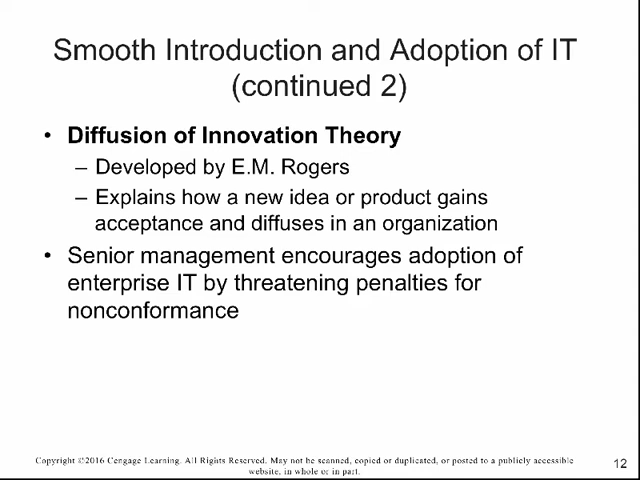 Smooth Introduction and Adoption of IT
(continued 2)
• Diffusion of Innovation Theory
– Developed by E.M. Rogers
– Explains how a new idea or product gains
acceptance and diffuses in an organization
• Senior management encourages adoption of
enterprise IT by threatening penalties for
nonconformance
Copyright ©2016 Cengage Learning. All Rights Reserved. May not be scanned, copied or duplicated, or posted to a publicly accessible
website, in whole or in part.
12